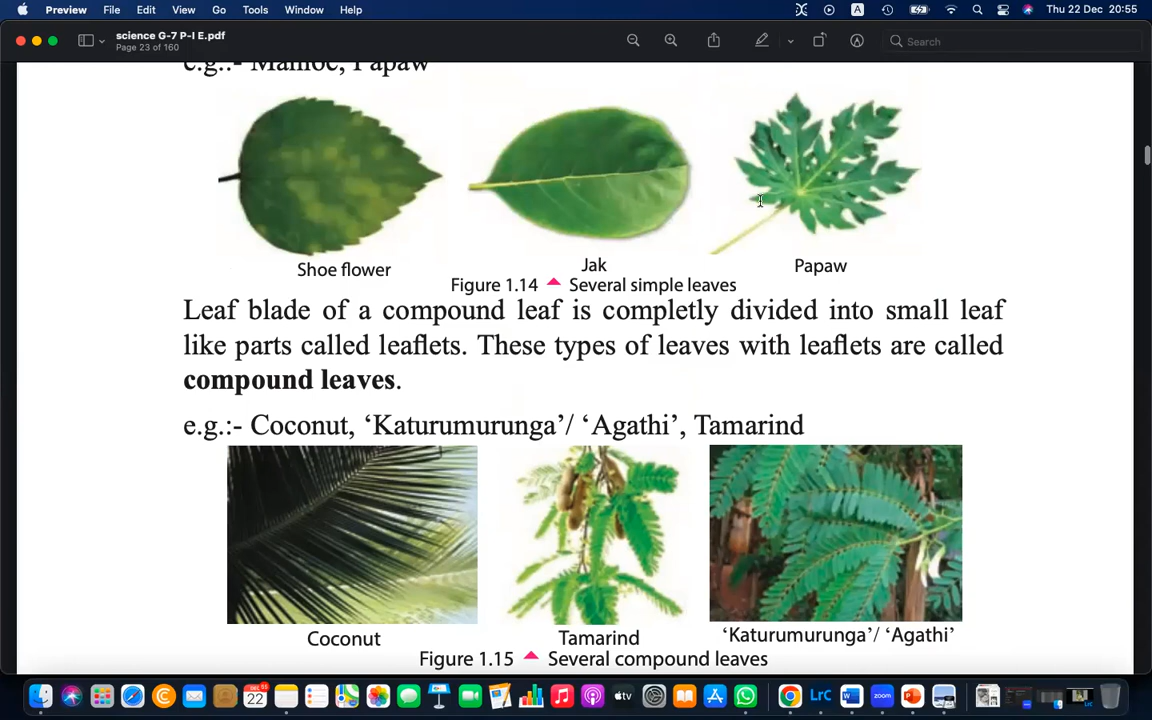 Preview File Edit View Go Tools Window Help Thu 22 Dec 20:55
science G-7 P-I E.pdf
Page 23 of 160
Search
e.g.:- Manioc, Papaw
Shoe flower
Jak
Papaw
Figure 1.14 Several simple leaves
Leaf blade of a compound leaf is completly divided into small leaf
like parts called leaflets. These types of leaves with leaflets are called
compound leaves.
e.g.:- Coconut, ‘Katurumurunga’/ ‘Agathi’, Tamarind
Coconut
Tamarind
‘Katurumurunga’/ ‘Agathi’
Figure 1.15 Several compound leaves